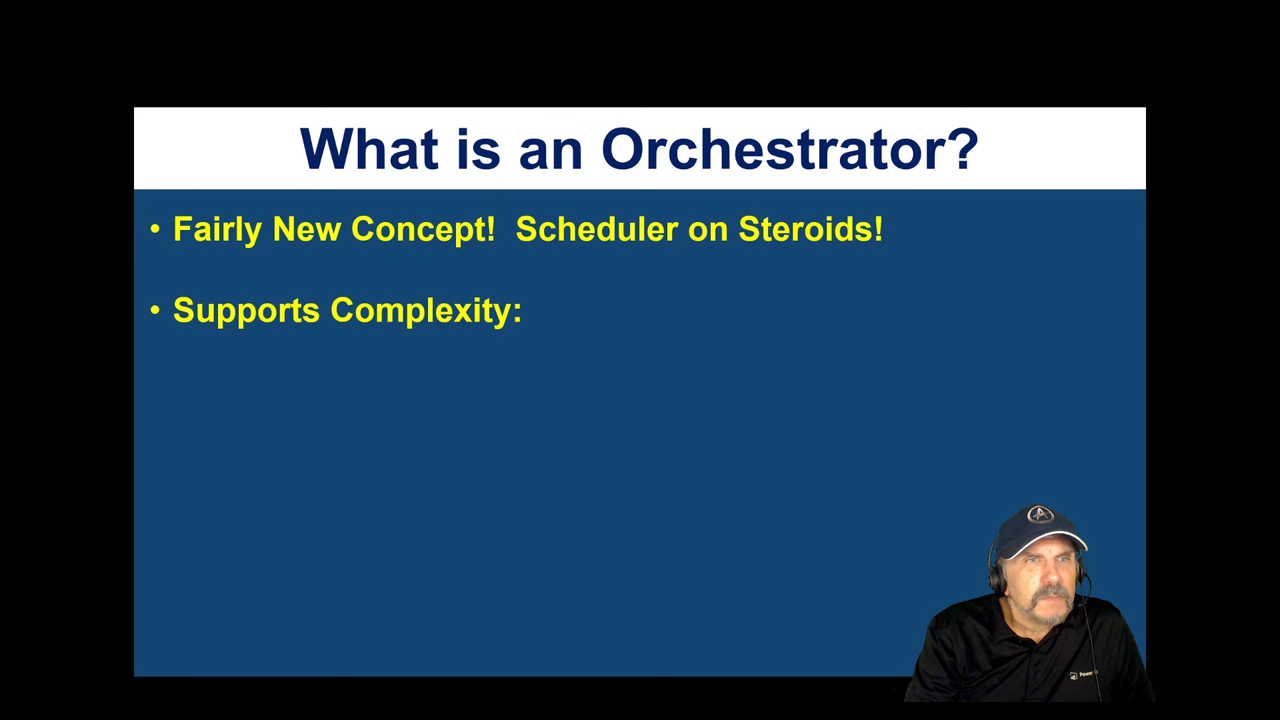 What is an Orchestrator?
• Fairly New Concept! Scheduler on Steroids!
• Supports Complexity: